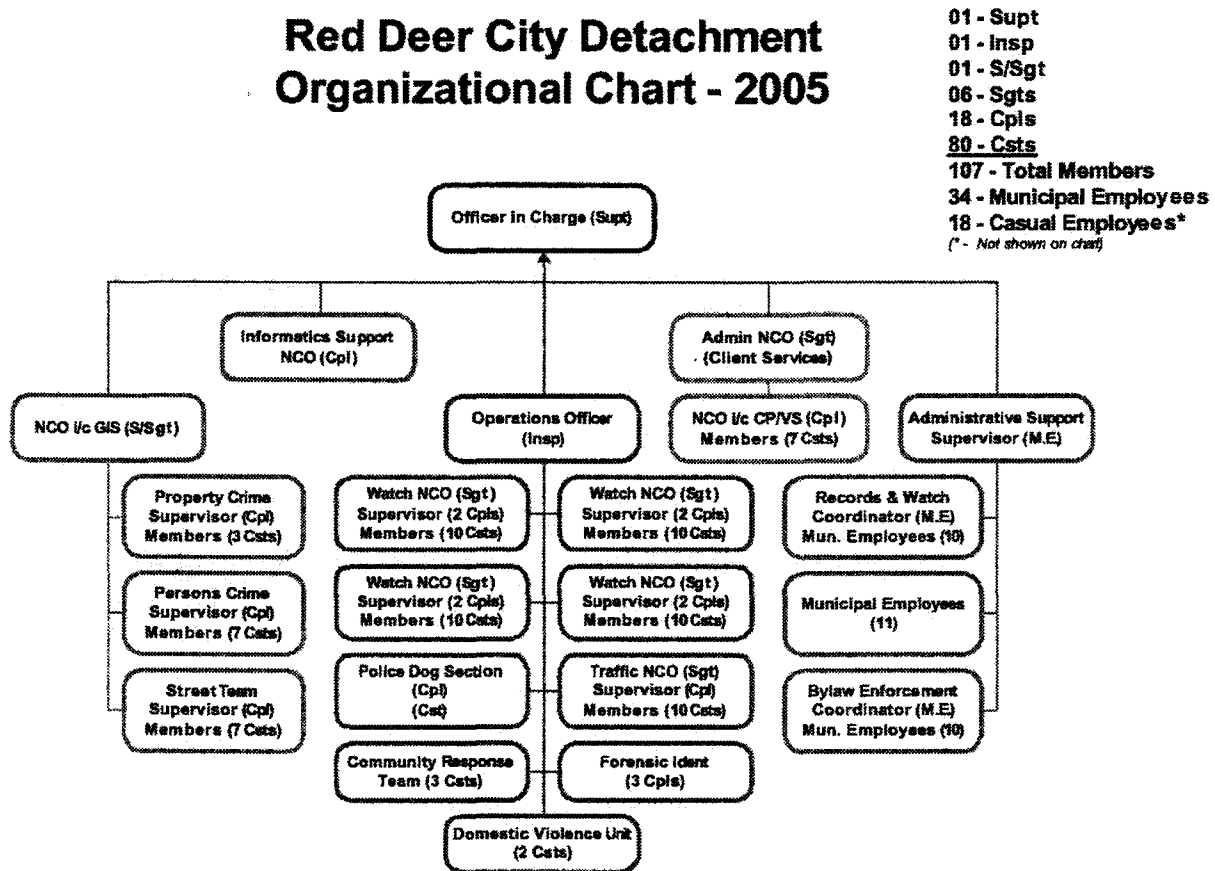 Red Deer City Detachment
Organizational Chart - 2005
01 - Supt
01 - Insp
01 - S/Sgt
06 - Sgts
18 - Cpls
80 - Csts
107 - Total Members
34 - Municipal Employees
18 - Casual Employees*
(* - Not shown on chart)
Officer in Charge (Supt)
Informatics Support
NCO (Cpl)
Admin NCO (Sgt)
(Client Services)
NCO i/c GIS (S/Sgt)
Operations Officer
(Insp)
NCO i/c CP/VS (Cpl)
Members (7 Csts)
Administrative Support
Supervisor (M.E)
Property Crime
Supervisor (Cpl)
Members (3 Csts)
Watch NCO (Sgt)
Supervisor (2 Cpls)
Members (10 Csts)
Watch NCO (Sgt)
Supervisor (2 Cpls)
Members (10 Csts)
Records & Watch
Coordinator (M.E)
Mun. Employees (10)
Persons Crime
Supervisor (Cpl)
Members (7 Csts)
Watch NCO (Sgt)
Supervisor (2 Cpls)
Members (10 Csts)
Watch NCO (Sgt)
Supervisor (2 Cpls)
Members (10 Csts)
Municipal Employees
(11)
Street Team
Supervisor (Cpl)
Members (7 Csts)
Police Dog Section
(Cpl)
(Cst)
Traffic NCO (Sgt)
Supervisor (Cpl)
Members (10 Csts)
Bylaw Enforcement
Coordinator (M.E)
Mun. Employees (10)
Community Response
Team (3 Csts)
Forensic Ident
(3 Cpls)
Domestic Violence Unit
(2 Csts)